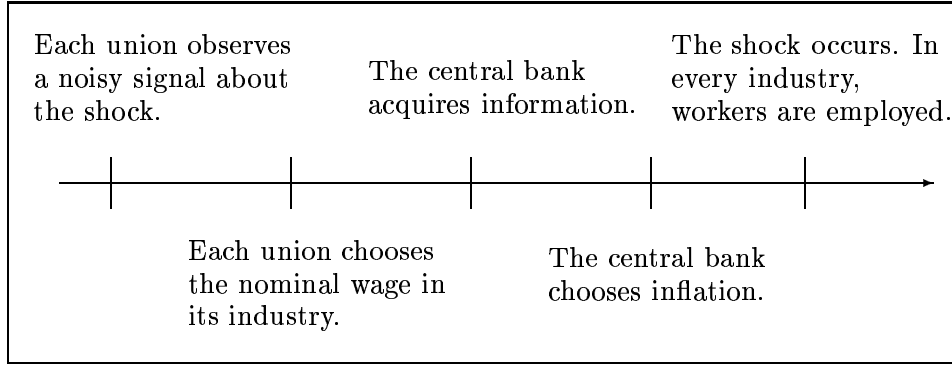 Each union observes
a noisy signal about
the shock.
Each union chooses
the nominal wage in
its industry.
The central bank
acquires information.
The central bank
chooses inflation.
The shock occurs. In
every industry,
workers are employed.